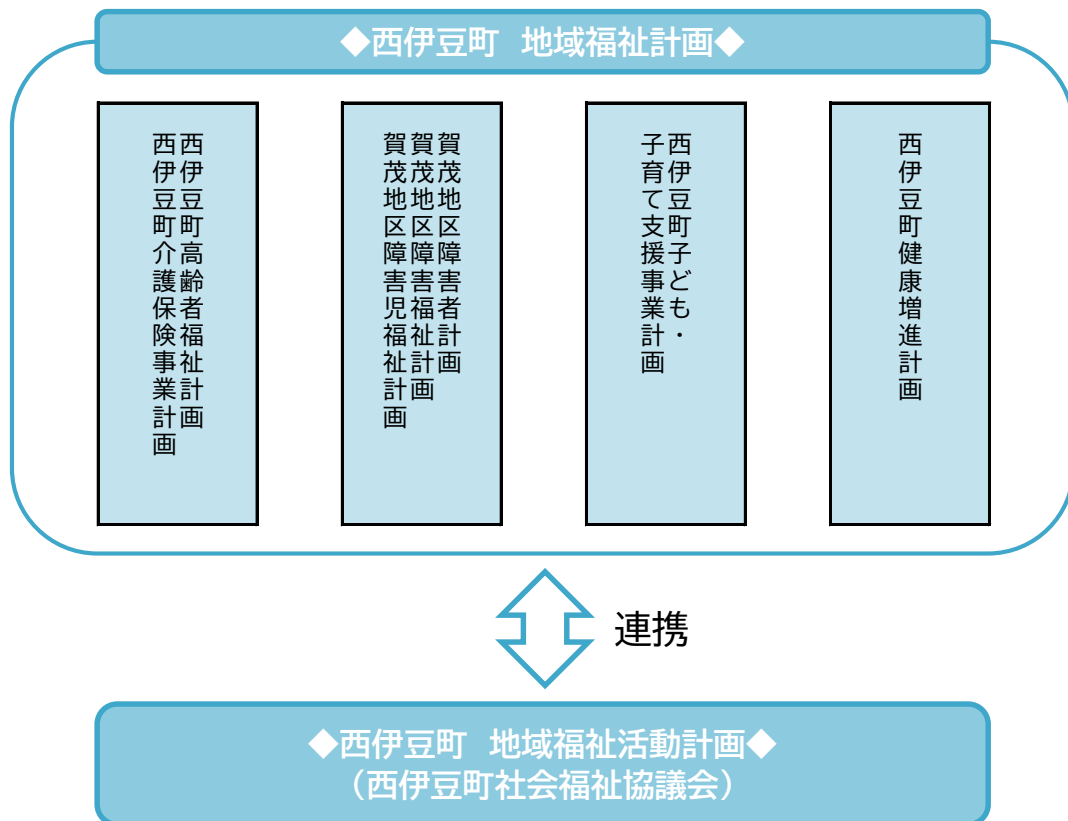 ◆西伊豆町 地域福祉計画◆
西伊豆町高齢者福祉計画
西伊豆町介護保険事業計画
賀茂地区障害者計画
賀茂地区障害福祉計画
賀茂地区障害児福祉計画
西伊豆町子ども・
子育て支援事業計画
西伊豆町健康増進計画
連携
◆西伊豆町 地域福祉活動計画◆
（西伊豆町社会福祉協議会）